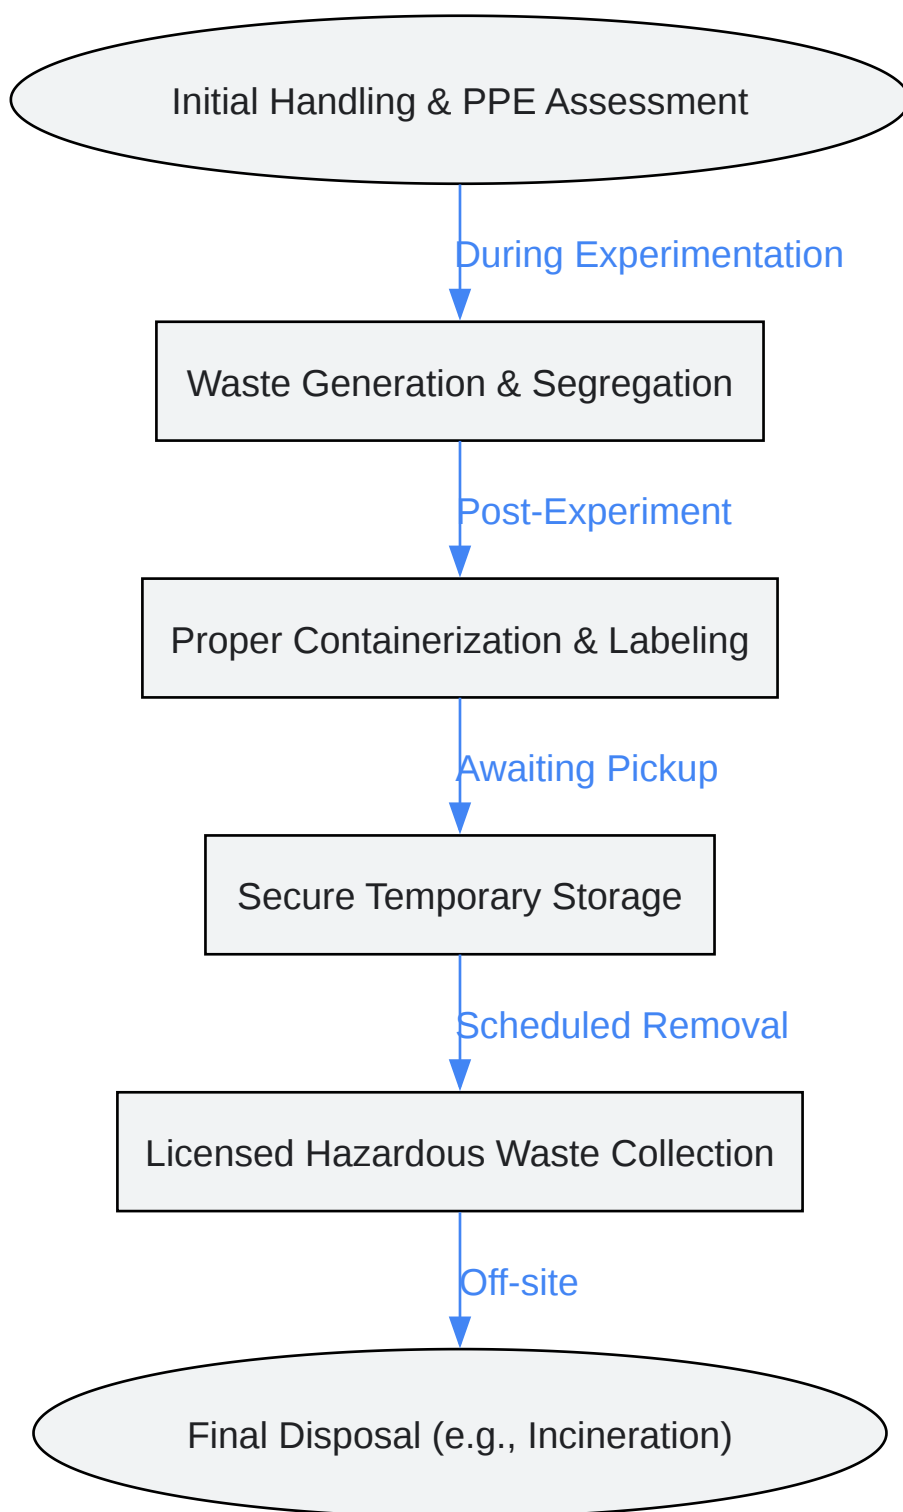 Initial Handling & PPE Assessment
During Experimentation
Waste Generation & Segregation
Post-Experiment
Proper Containerization & Labeling
Awaiting Pickup
Secure Temporary Storage
Scheduled Removal
Licensed Hazardous Waste Collection
Off-site
Final Disposal (e.g., Incineration)